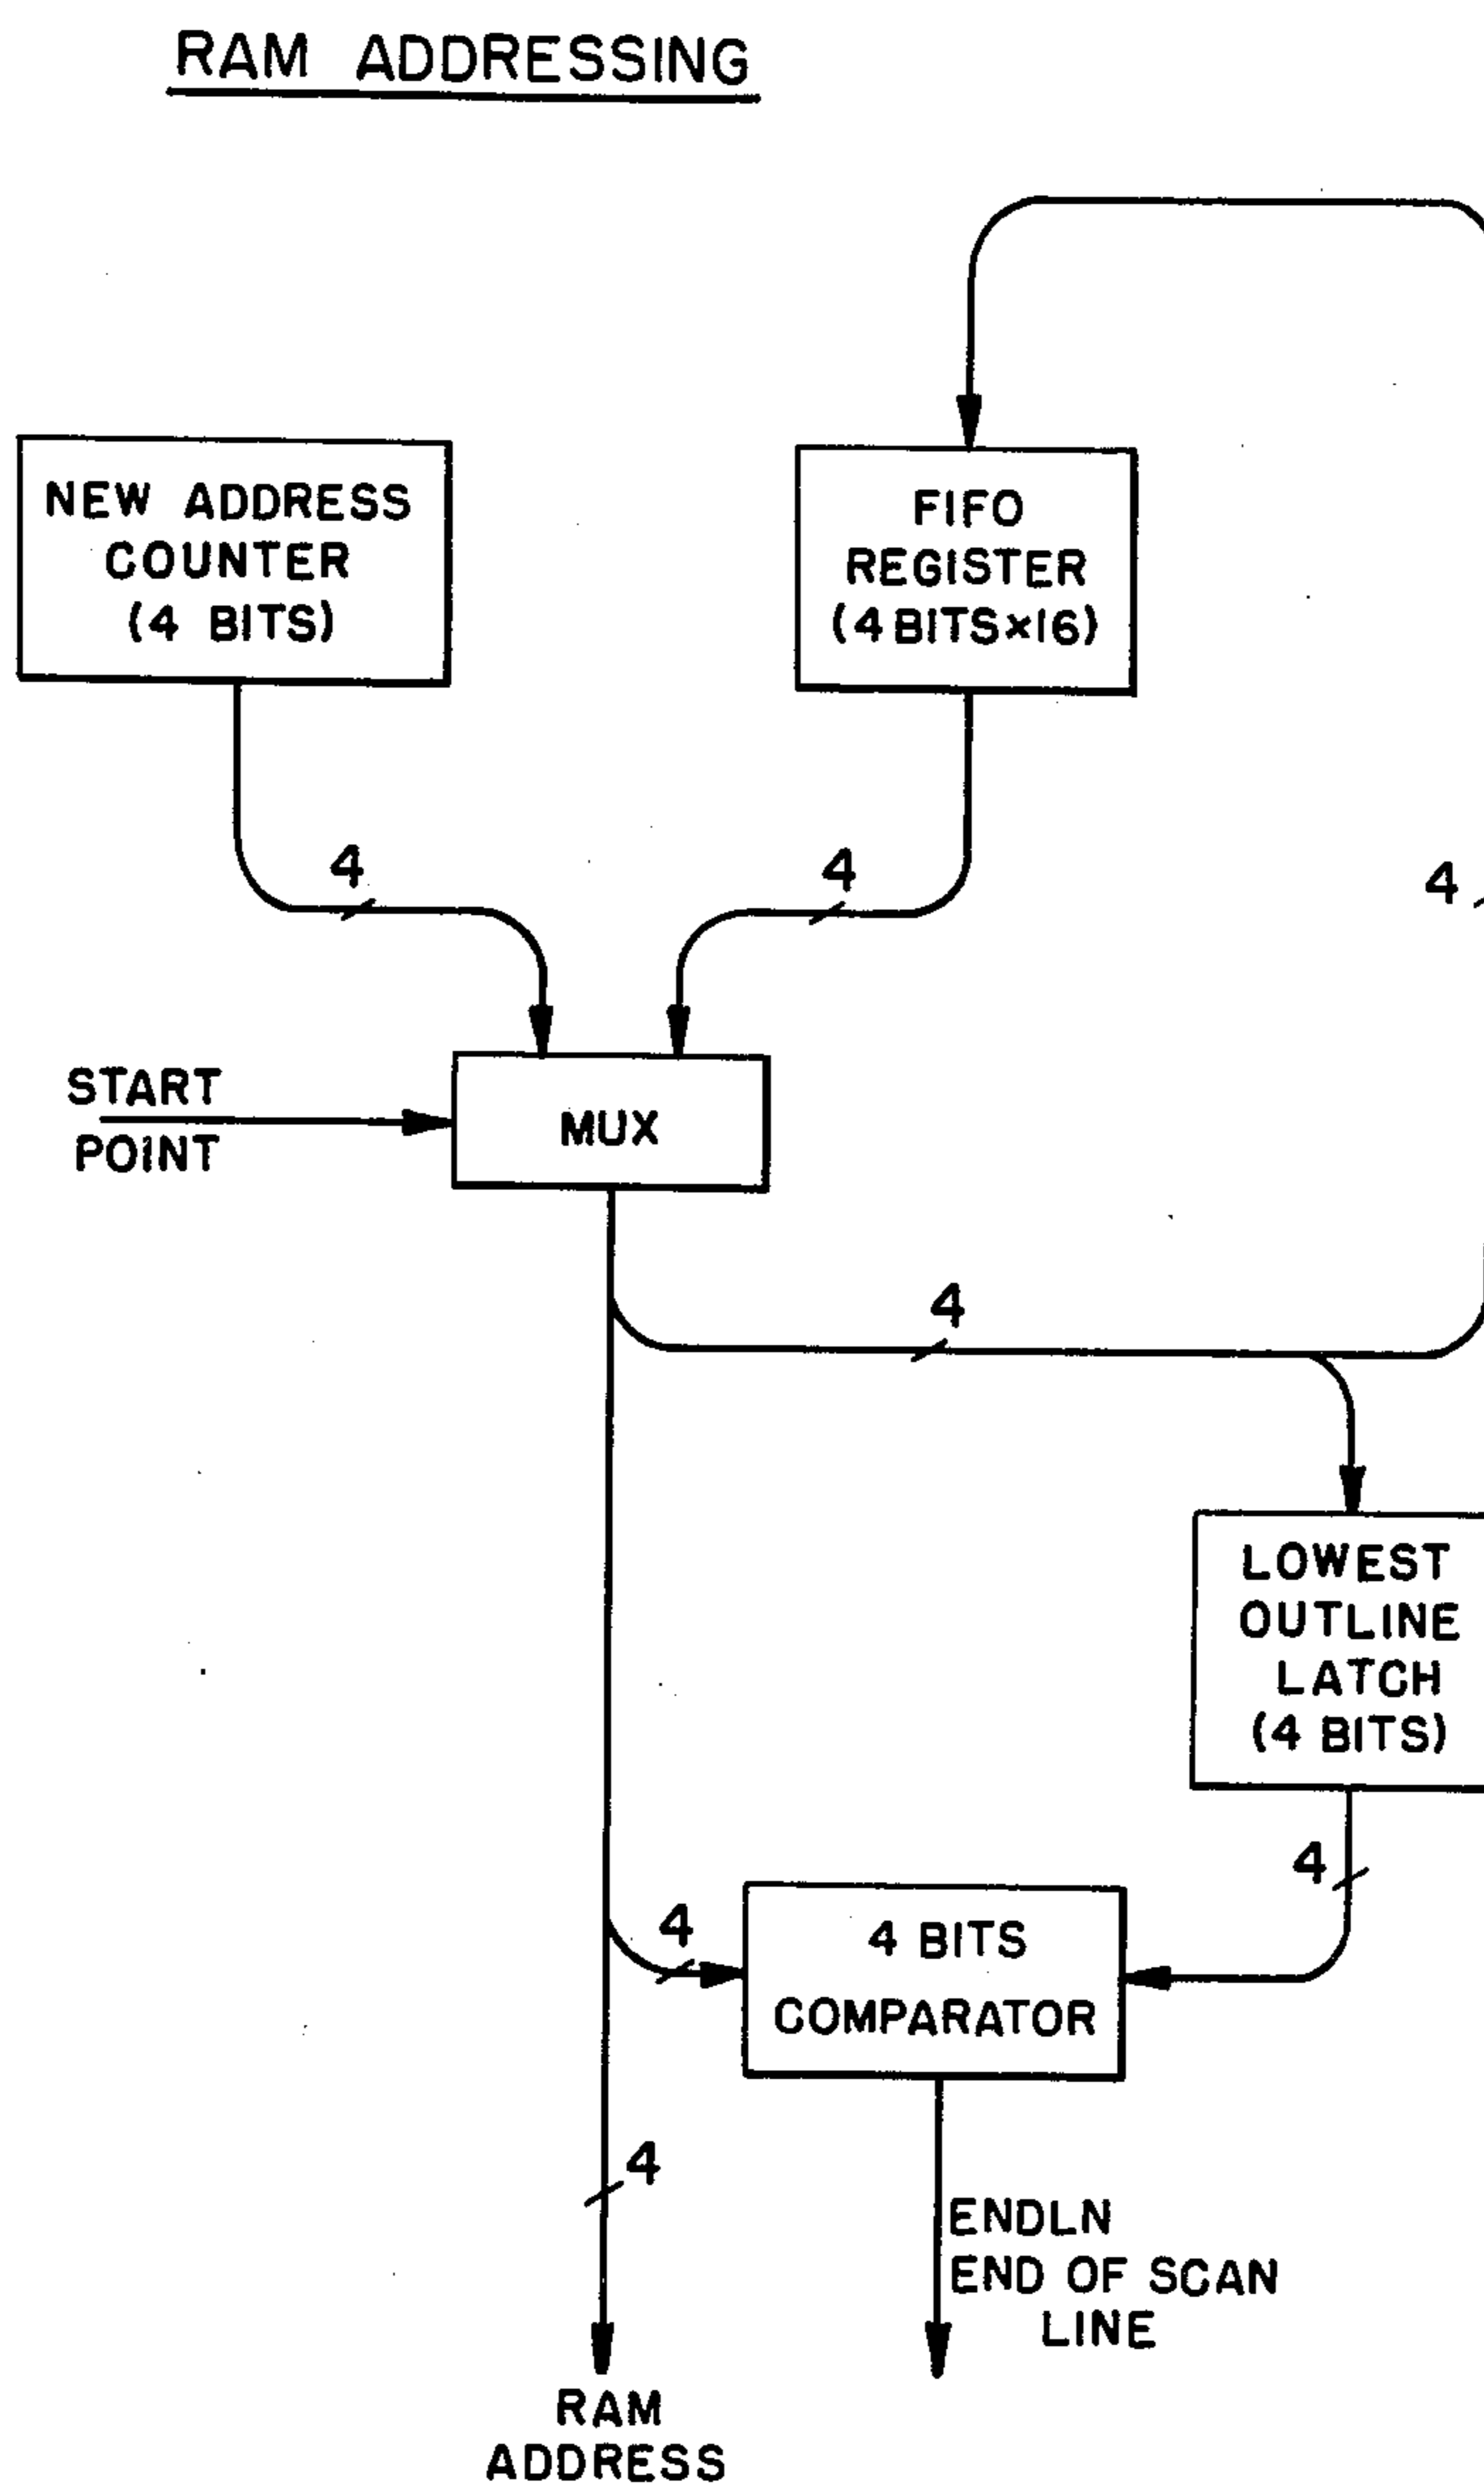 RAM ADDRESSING
NEW ADDRESS
COUNTER
(4 BITS)
FIFO
REGISTER
(4 BITS×16)
4
4
4
START
POINT
MUX
4
LOWEST
OUTLINE
LATCH
(4 BITS)
4
4
4 BITS
COMPARATOR
4
ENDLN
END OF SCAN
LINE
RAM
ADDRESS